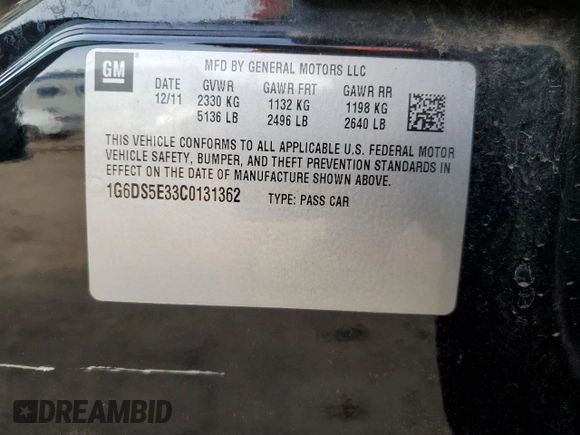 GM
MFD BY GENERAL MOTORS LLC
DATE GVWR GAWR FRT GAWR RR
12/11 2330 KG 1132 KG 1198 KG
5136 LB 2496 LB 2640 LB
THIS VEHICLE CONFORMS TO ALL APPLICABLE U.S. FEDERAL MOTOR
VEHICLE SAFETY, BUMPER, AND THEFT PREVENTION STANDARDS IN
EFFECT ON THE DATE OF MANUFACTURE SHOWN ABOVE.
1G6DS5E33C0131362 TYPE: PASS CAR
DREAMBID